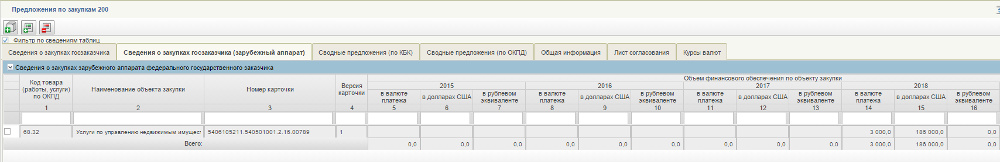 Предложения по закупкам 200
Фильтр по сведениям таблиц
Сведения о закупках госзаказчика Сведения о закупках госзаказчика (зарубежный аппарат) Сводные предложения (по КБК) Сводные предложения (по ОКПД) Общая информация Лист согласования Курсы валют
Сведения о закупках зарубежного аппарата федерального государственного заказчика
Код товара (работы, услуги) по ОКПД Наименование объекта закупки Номер карточки Версия карточки Объем финансового обеспечения по объекту закупки
2015 2016 2017 2018
в валюте платежа в долларах США в рублевом эквиваленте в валюте платежа в долларах США в рублевом эквиваленте в валюте платежа в долларах США в рублевом эквиваленте в валюте платежа в долларах США в рублевом эквиваленте
1 2 3 4 5 6 7 8 9 10 11 12 13 14 15 16
68.32 Услуги по управлению недвижимым имущест 5406105211.540501001.2.16.00789 1 3 000,0 186 000,0 0,0
Всего: 0,0 0,0 0,0 0,0 0,0 0,0 0,0 0,0 0,0 3 000,0 186 000,0 0,0